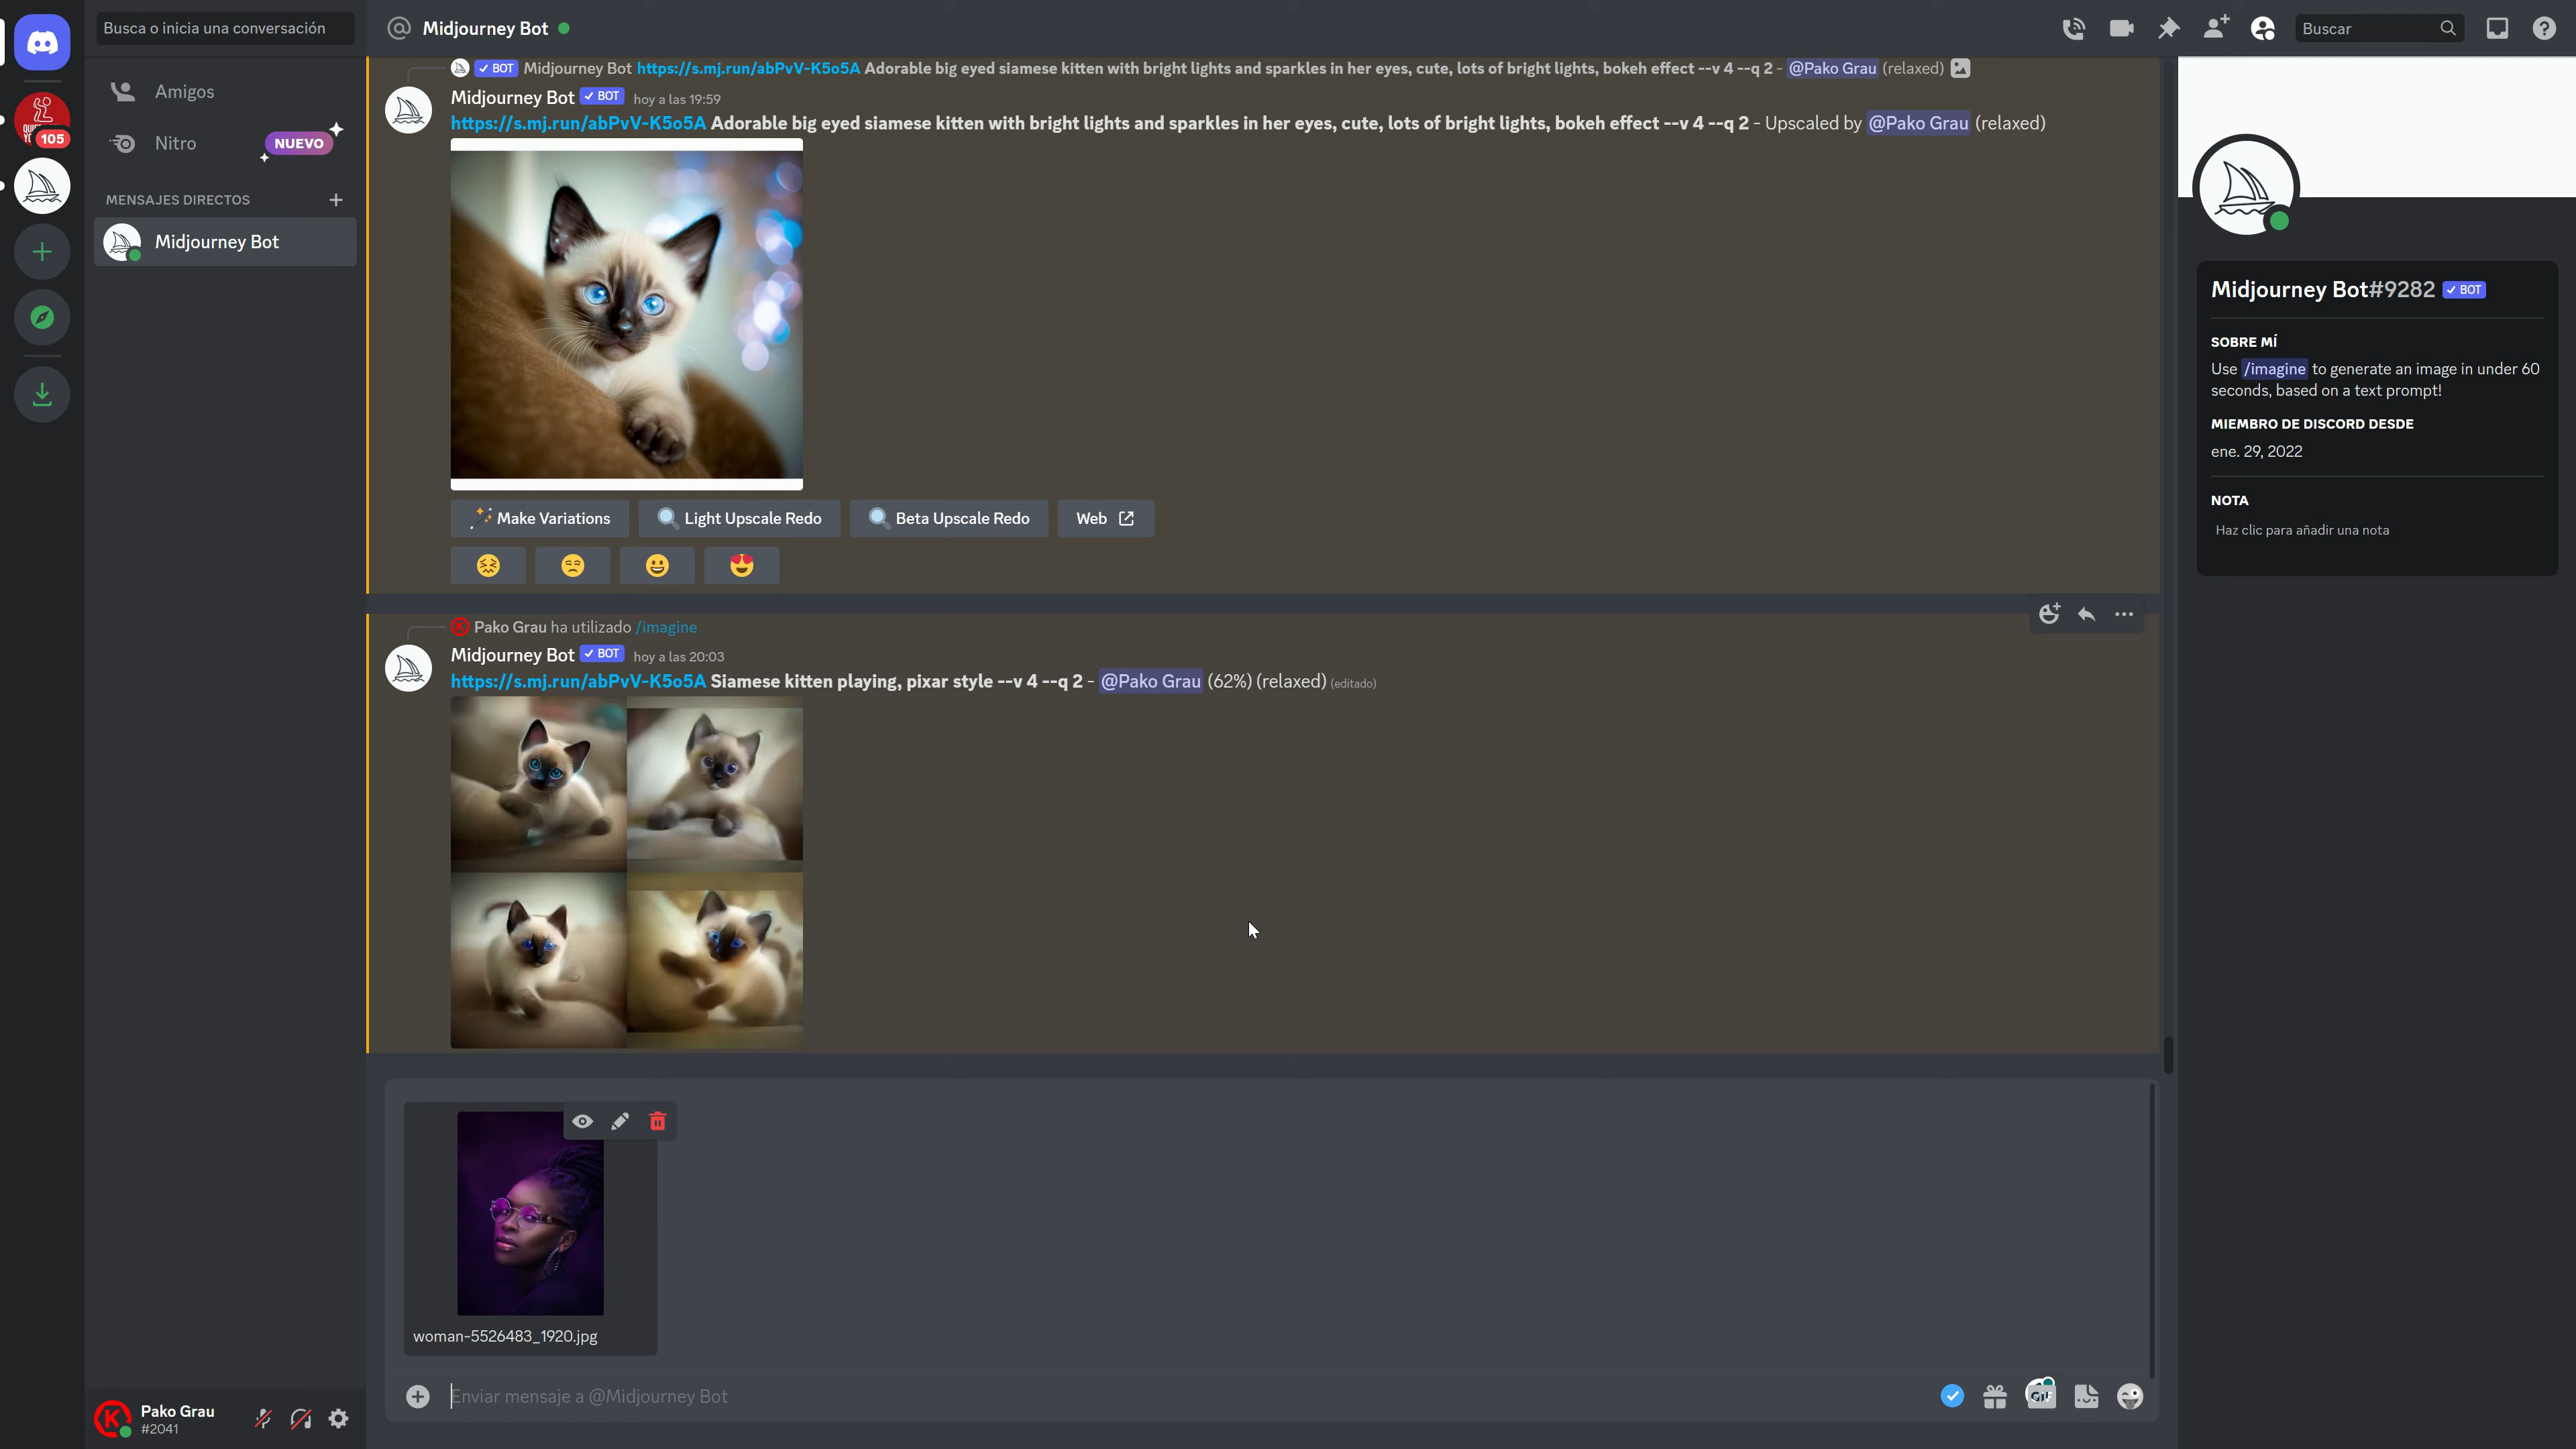 Busca o inicia una conversación
Midjourney Bot
Buscar
Amigos
Nitro
NUEVO
105
MENSAJES DIRECTOS
Midjourney Bot
BOT Midjourney Bot https://s.mj.run/abPvV-K5o5A Adorable big eyed siamese kitten with bright lights and sparkles in her eyes, cute, lots of bright lights, bokeh effect --v 4 --q 2 - @Pako Grau (relaxed)
Midjourney Bot BOT hoy a las 19:59
https://s.mj.run/abPvV-K5o5A Adorable big eyed siamese kitten with bright lights and sparkles in her eyes, cute, lots of bright lights, bokeh effect --v 4 --q 2 - Upscaled by @Pako Grau (relaxed)
Make Variations
Light Upscale Redo
Beta Upscale Redo
Web
Pako Grau ha utilizado /imagine
Midjourney Bot BOT hoy a las 20:03
https://s.mj.run/abPvV-K5o5A Siamese kitten playing, pixar style --v 4 --q 2 - @Pako Grau (62%) (relaxed) (editado)
woman-5526483_1920.jpg
Enviar mensaje a @Midjourney Bot
GIF
Pako Grau
#2041
Midjourney Bot#9282 BOT
SOBRE MÍ
Use /imagine to generate an image in under 60
seconds, based on a text prompt!
MIEMBRO DE DISCORD DESDE
ene. 29, 2022
NOTA
Haz clic para añadir una nota